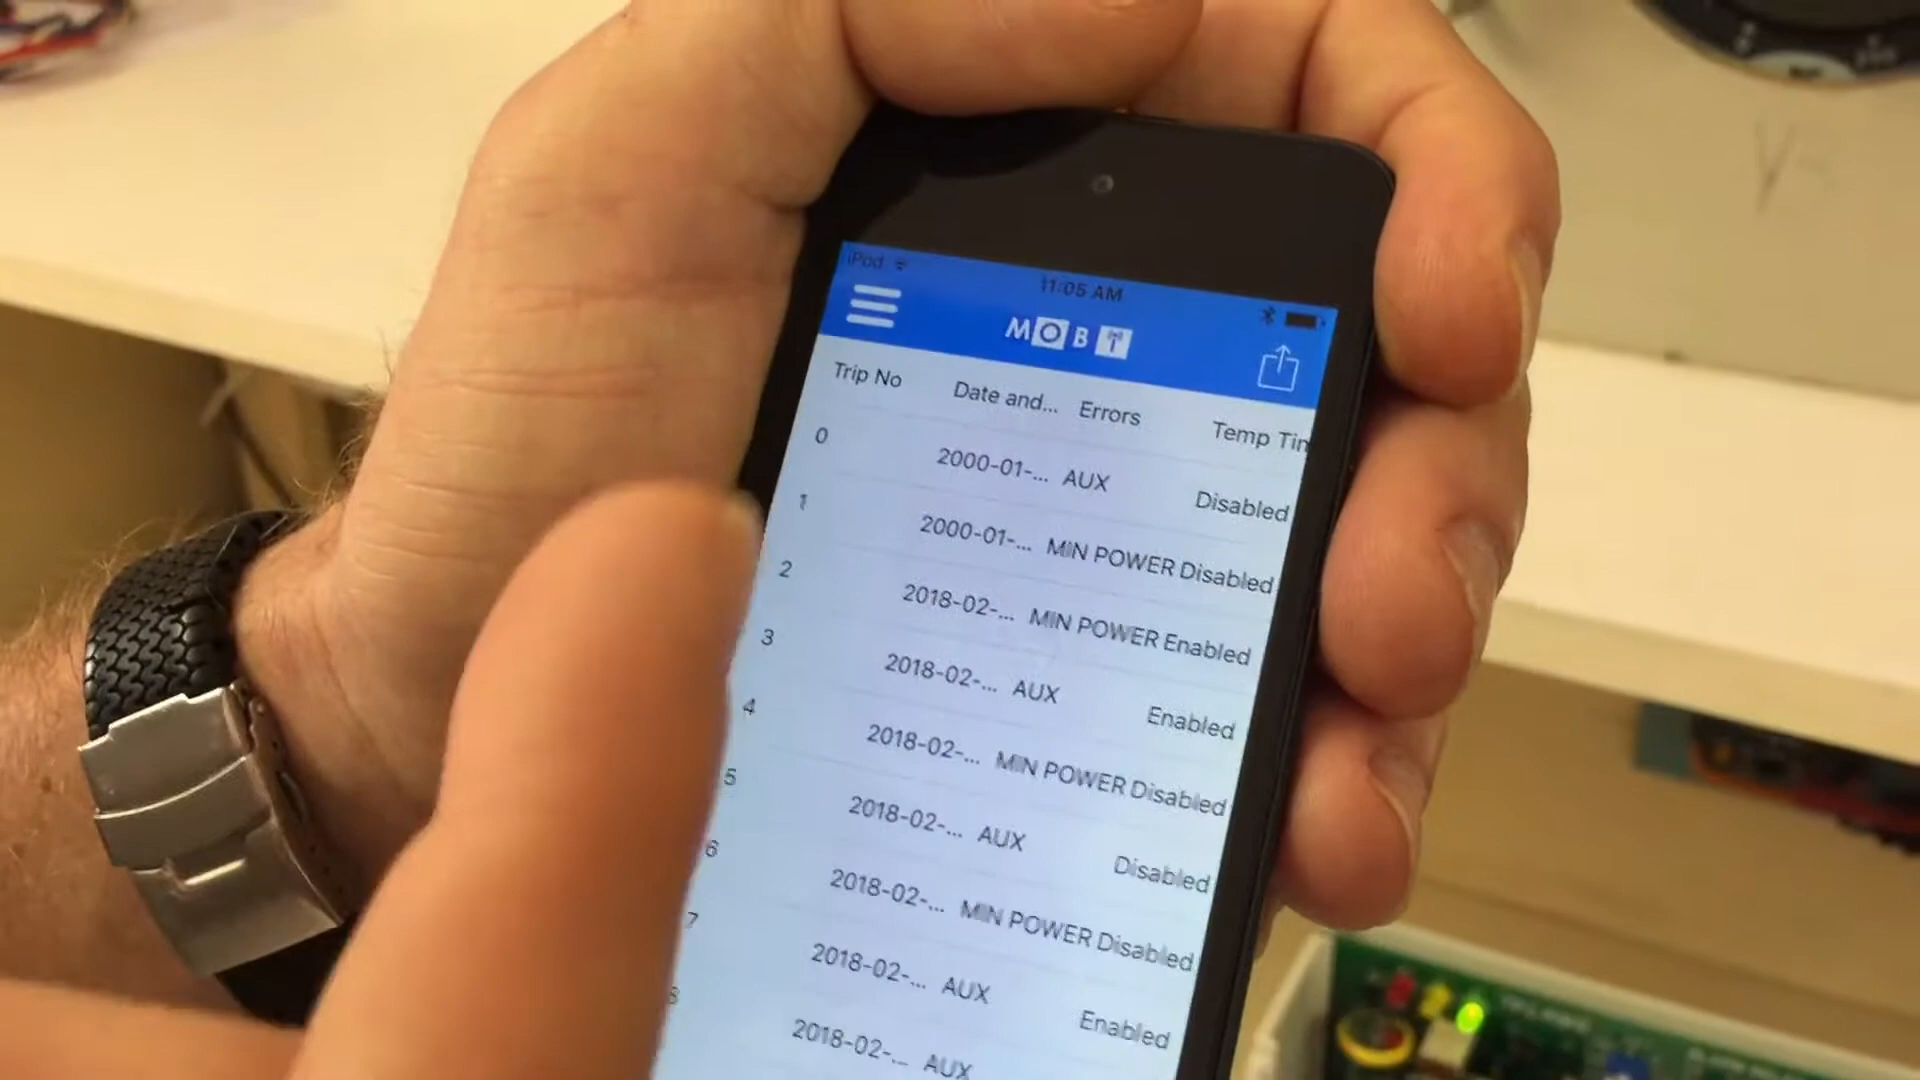 iPod
11:05 AM
MOBI
Trip No Date and... Errors Temp Tim
0 2000-01-... AUX Disabled
1 2000-01-... MIN POWER Disabled
2 2018-02-... MIN POWER Enabled
3 2018-02-... AUX Enabled
4 2018-02-... MIN POWER Disabled
5 2018-02-... AUX Disabled
6 2018-02-... MIN POWER Disabled
7 2018-02-... AUX Enabled
8 2018-02-... AUX